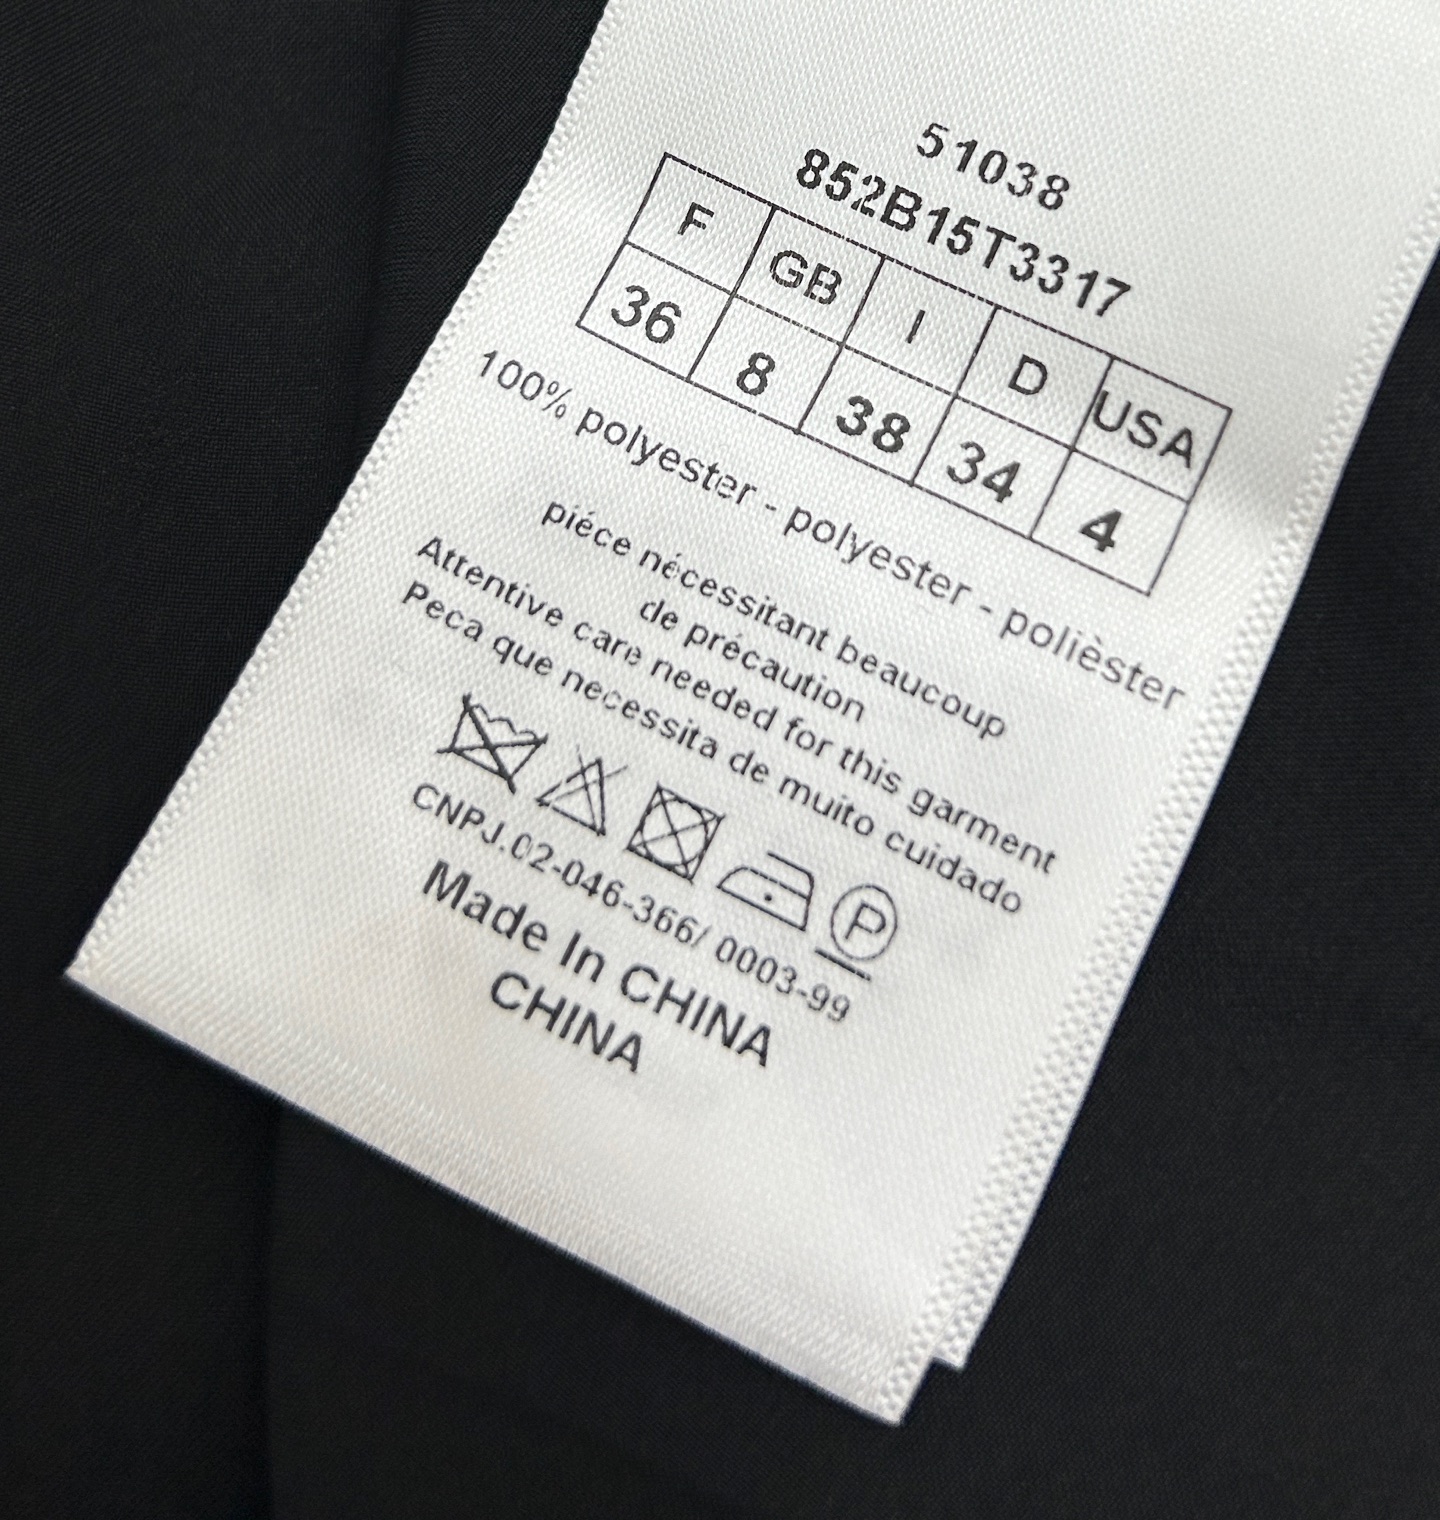 51038
852B15T3317
F GB I D USA
36 8 38 34 4
100% polyester - polyester - polièster
piéce nécessitant beaucoup
de précaution
Attentive care needed for this garment
Peca que necessita de muito cuidado
P
CNPJ.02-046-366/ 0003-99
Made In CHINA
CHINA